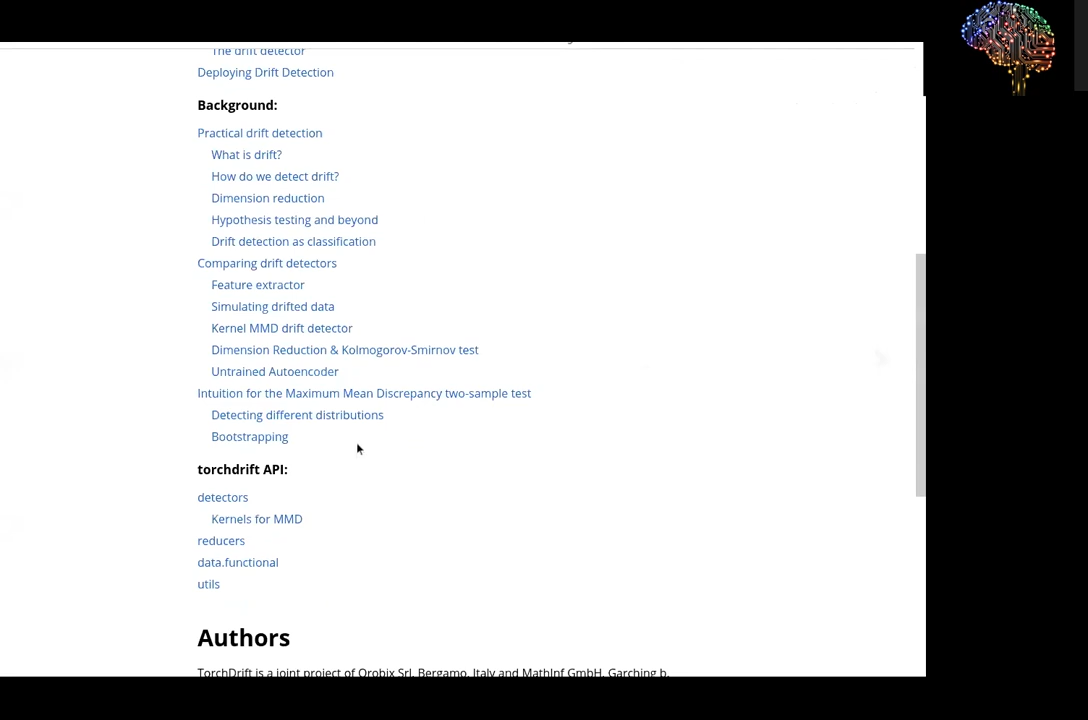 The drift detector
Deploying Drift Detection
Background:
Practical drift detection
What is drift?
How do we detect drift?
Dimension reduction
Hypothesis testing and beyond
Drift detection as classification
Comparing drift detectors
Feature extractor
Simulating drifted data
Kernel MMD drift detector
Dimension Reduction & Kolmogorov-Smirnov test
Untrained Autoencoder
Intuition for the Maximum Mean Discrepancy two-sample test
Detecting different distributions
Bootstrapping
torchdrift API:
detectors
Kernels for MMD
reducers
data.functional
utils
Authors
TorchDrift is a joint project of Orobix Srl, Bergamo, Italy and MathInf GmbH, Garching b.